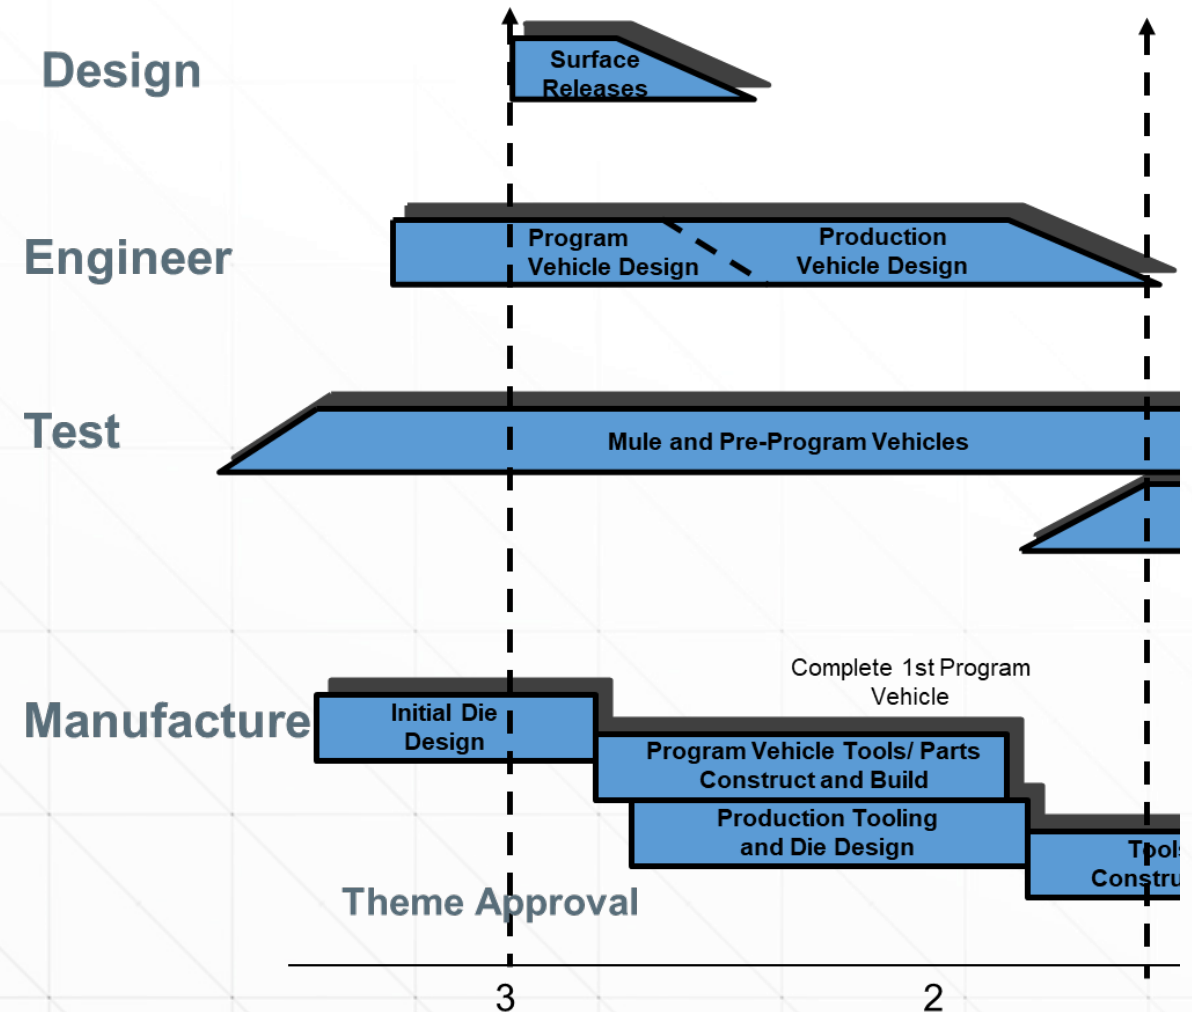 Design
Surface
Releases
Engineer
Program
Vehicle Design
Production
Vehicle Design
Test
Mule and Pre-Program Vehicles
Complete 1st Program
Vehicle
Manufacture
Initial Die
Design
Program Vehicle Tools/ Parts
Construct and Build
Production Tooling
and Die Design
Theme Approval
3
2